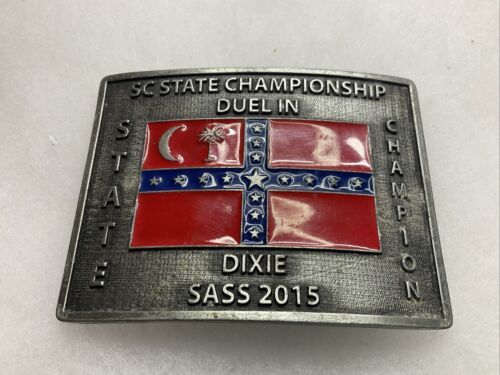 SC STATE CHAMPIONSHIP
DUEL IN
STATE
CHAMPION
DIXIE
SASS 2015